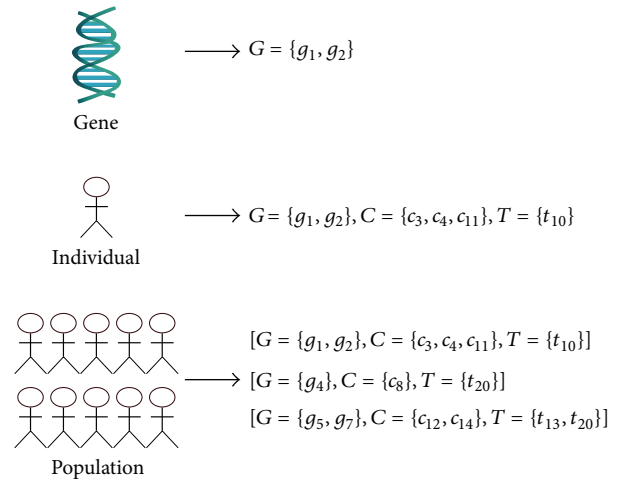 G = {g₁, g₂}
Gene
G = {g₁, g₂}, C = {c₃, c₄, c₁₁}, T = {t₁₀}
Individual
[G = {g₁, g₂}, C = {c₃, c₄, c₁₁}, T = {t₁₀}]
[G = {g₄}, C = {c₈}, T = {t₂₀}]
[G = {g₅, g₇}, C = {c₁₂, c₁₄}, T = {t₁₃, t₂₀}]
Population